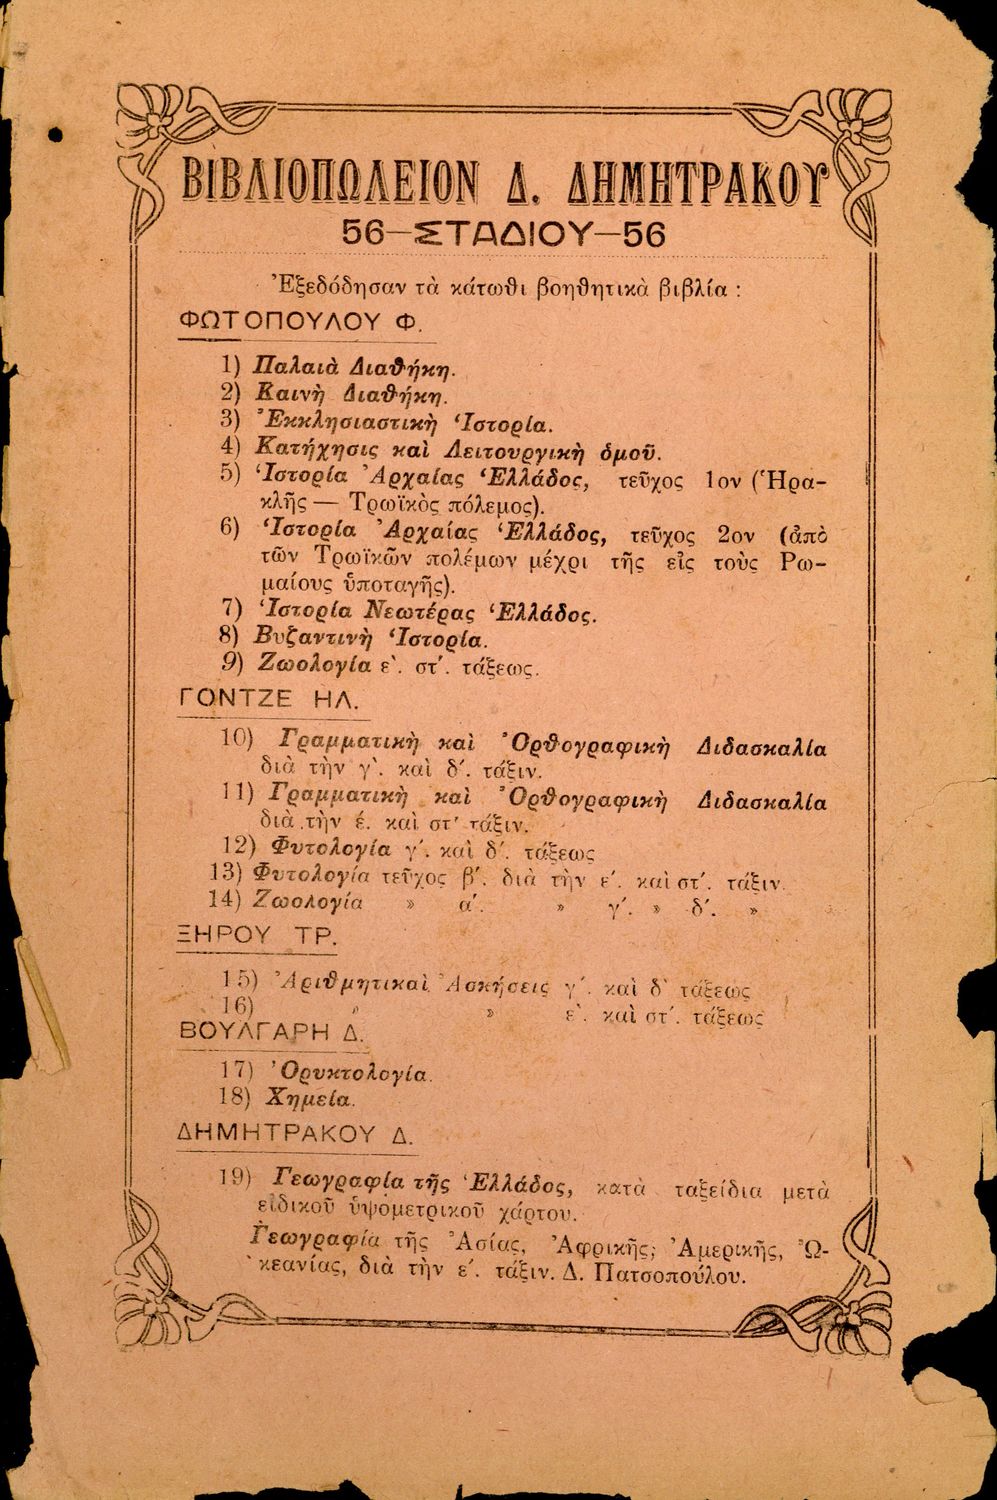 ΒΙΒΛΙΟΠΩΛΕΙΟΝ Δ. ΔΗΜΗΤΡΑΚΟΥ
56—ΣΤΑΔΙΟΥ—56
Ἐξεδόθησαν τὰ κάτωθι βοηθητικὰ βιβλία :
ΦΩΤΟΠΟΥΛΟΥ Φ.
1) Παλαιὰ Διαθήκη.
2) Καινὴ Διαθήκη.
3) Ἐκκλησιαστικὴ Ἱστορία.
4) Κατήχησις καὶ Λειτουργικὴ ὁμοῦ.
5) Ἱστορία Ἀρχαίας Ἑλλάδος, τεῦχος 1ον (Ἡρα-
κλῆς — Τρωϊκὸς πόλεμος).
6) Ἱστορία Ἀρχαίας Ἑλλάδος, τεῦχος 2ον (ἀπὸ
τῶν Τρωϊκῶν πολέμων μέχρι τῆς εἰς τοὺς Ρω-
μαίους ὑποταγῆς).
7) Ἱστορία Νεωτέρας Ἑλλάδος.
8) Βυζαντινὴ Ἱστορία.
9) Ζωολογία ε΄. στ΄. τάξεως.
ΓΟΝΤΖΕ ΗΛ.
10) Γραμματικὴ καὶ Ὀρθογραφικὴ Διδασκαλία
διὰ τὴν γ΄. καὶ δ΄. τάξιν.
11) Γραμματικὴ καὶ Ὀρθογραφικὴ Διδασκαλία
διὰ τὴν έ. καὶ στ΄ τάξιν.
12) Φυτολογία γ΄. καὶ δ΄. τάξεως
13) Φυτολογία τεῦχος β΄. διὰ τὴν ε΄. καὶ στ΄. τάξιν.
14) Ζωολογία » α΄. » γ΄. » δ΄. »
ΞΗΡΟΥ ΤΡ.
15) Ἀριθμητικαὶ Ἀσκήσεις γ΄. καὶ δ΄ τάξεως
16) » » ε΄. καὶ στ΄. τάξεως
ΒΟΥΛΓΑΡΗ Δ.
17) Ὀρυκτολογία.
18) Χημεία.
ΔΗΜΗΤΡΑΚΟΥ Δ.
19) Γεωγραφία τῆς Ἑλλάδος, κατὰ ταξείδια μετὰ
εἰδικοῦ ὑψομετρικοῦ χάρτου.
Γεωγραφία τῆς Ἀσίας, Ἀφρικῆς, Ἀμερικῆς, Ὠ-
κεανίας, διὰ τὴν ε΄. τάξιν. Δ. Πατσοπούλου.